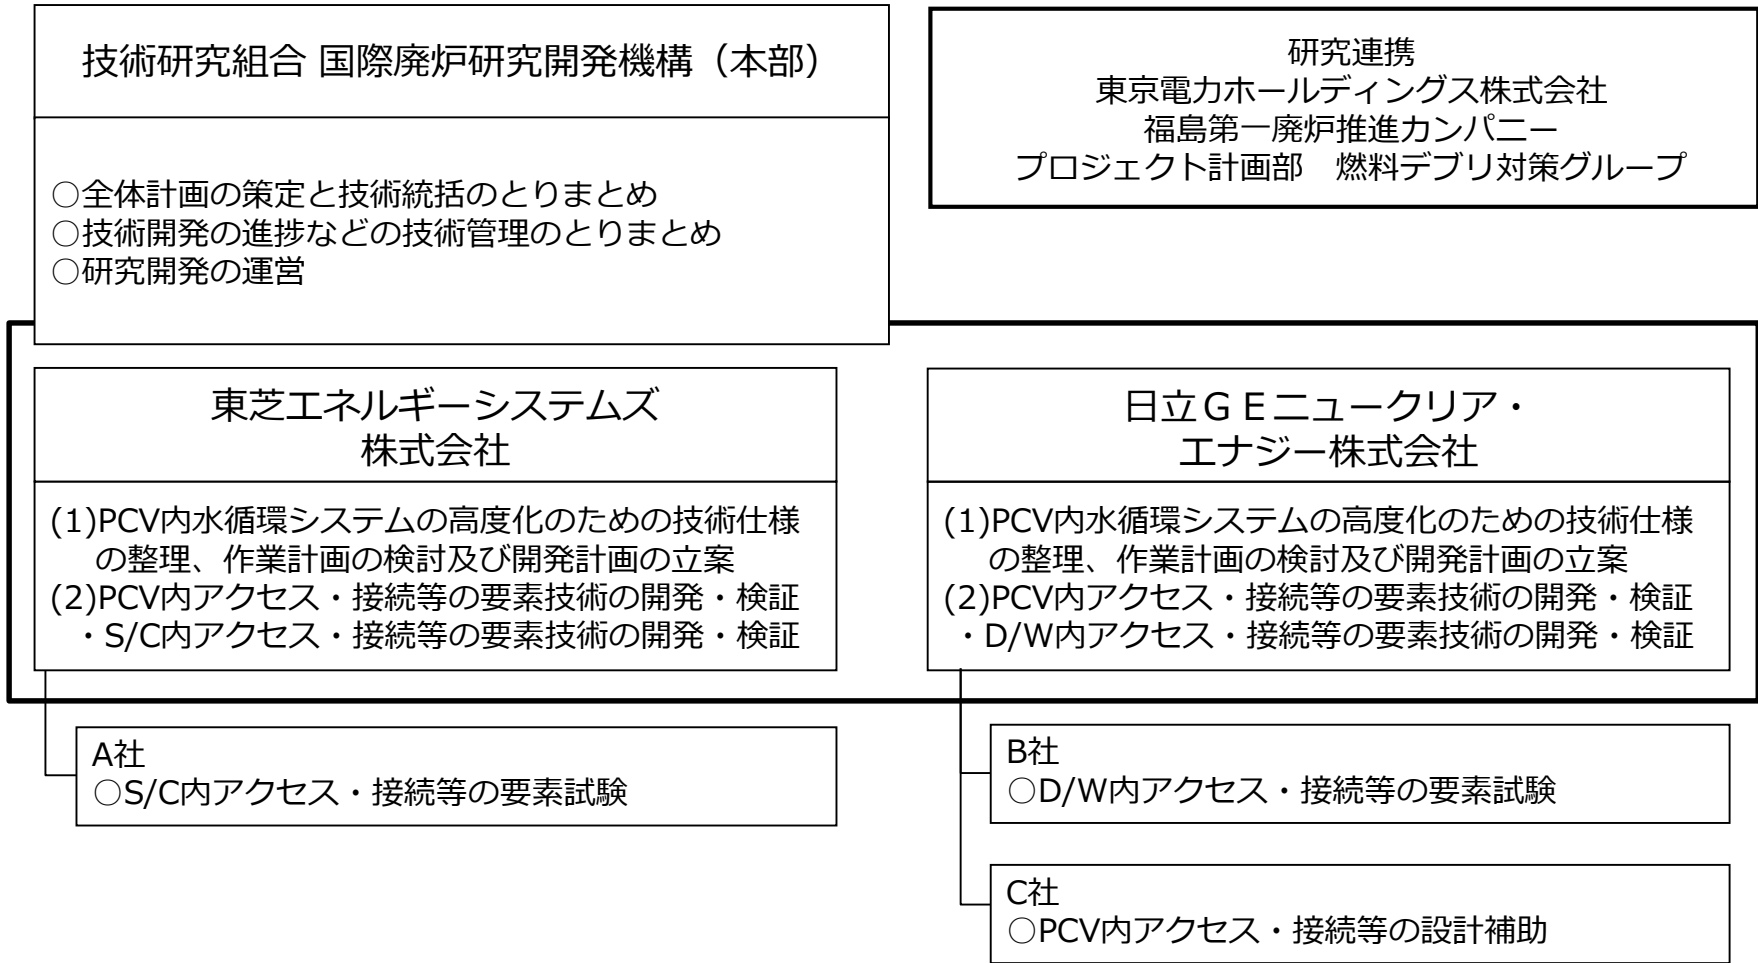 技術研究組合 国際廃炉研究開発機構（本部）
○全体計画の策定と技術統括のとりまとめ
○技術開発の進捗などの技術管理のとりまとめ
○研究開発の運営
研究連携
東京電力ホールディングス株式会社
福島第一廃炉推進カンパニー
プロジェクト計画部　燃料デブリ対策グループ
東芝エネルギーシステムズ
株式会社
(1)PCV内水循環システムの高度化のための技術仕様
の整理、作業計画の検討及び開発計画の立案
(2)PCV内アクセス・接続等の要素技術の開発・検証
・S/C内アクセス・接続等の要素技術の開発・検証
A社
○S/C内アクセス・接続等の要素試験
日立ＧＥニュークリア・
エナジー株式会社
(1)PCV内水循環システムの高度化のための技術仕様
の整理、作業計画の検討及び開発計画の立案
(2)PCV内アクセス・接続等の要素技術の開発・検証
・D/W内アクセス・接続等の要素技術の開発・検証
B社
○D/W内アクセス・接続等の要素試験
C社
○PCV内アクセス・接続等の設計補助